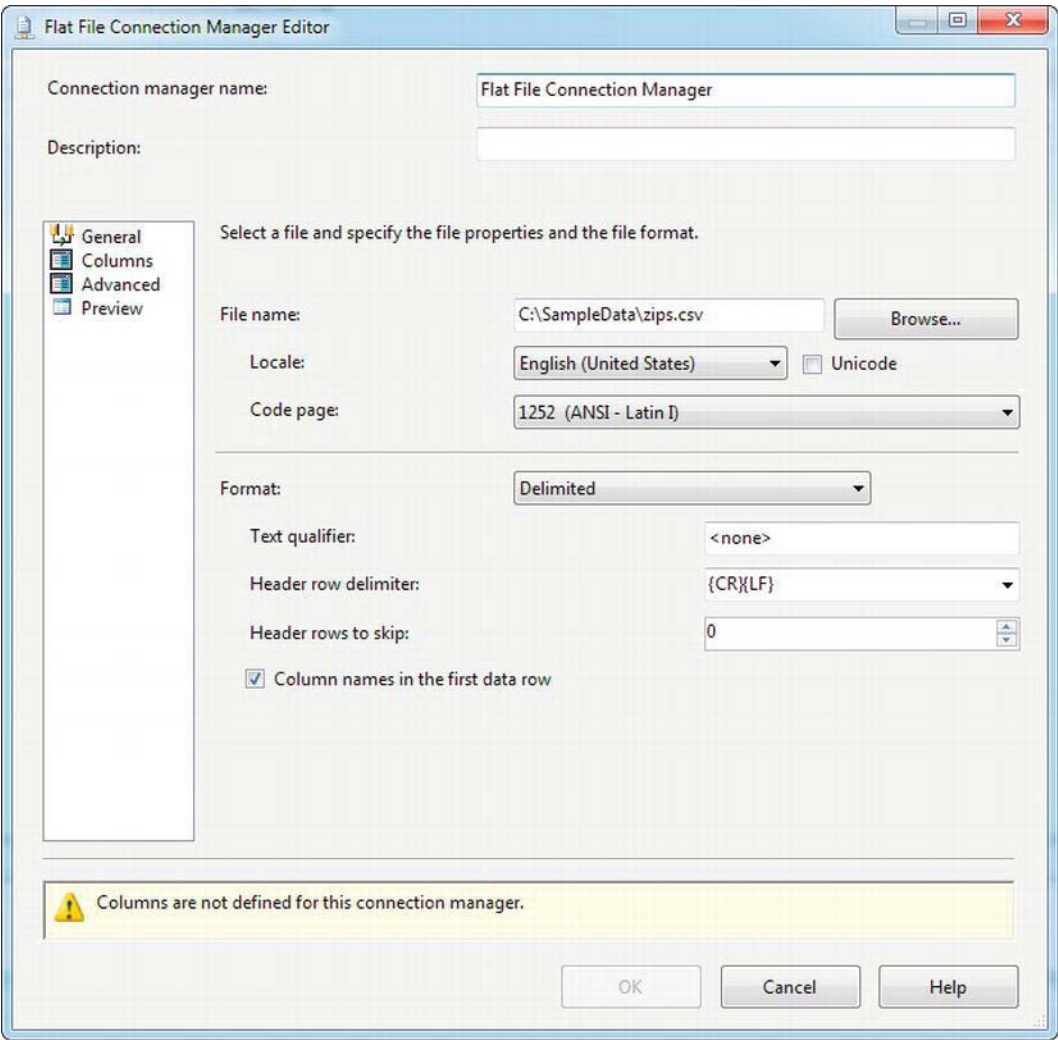 Flat File Connection Manager Editor
Connection manager name: Flat File Connection Manager
Description:
General
Columns
Advanced
Preview
Select a file and specify the file properties and the file format.
File name: C:\SampleData\zips.csv Browse...
Locale: English (United States) Unicode
Code page: 1252 (ANSI - Latin I)
Format: Delimited
Text qualifier: <none>
Header row delimiter: {CR}{LF}
Header rows to skip: 0
Column names in the first data row
Columns are not defined for this connection manager.
OK Cancel Help